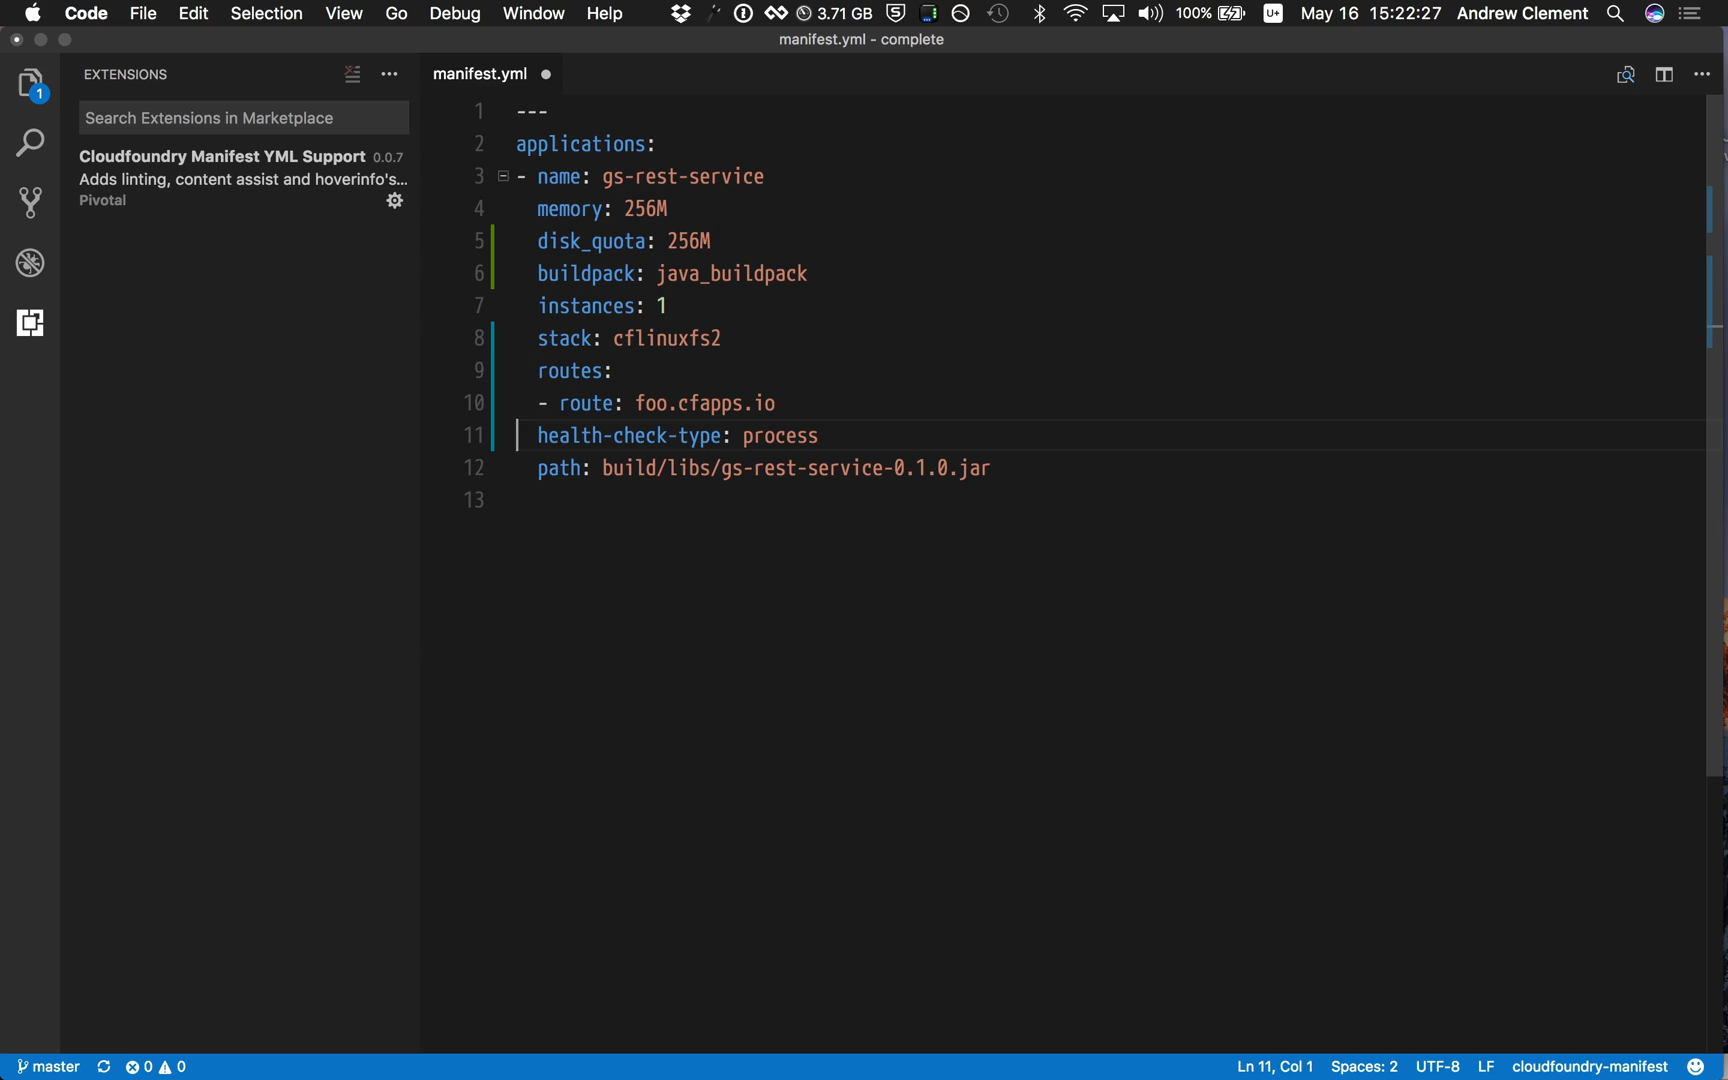 Code File Edit Selection View Go Debug Window Help 3.71 GB 100% U+ May 16 15:22:27 Andrew Clement
manifest.yml - complete
EXTENSIONS
manifest.yml
1
Search Extensions in Marketplace
Cloudfoundry Manifest YML Support 0.0.7
Adds linting, content assist and hoverinfo's...
Pivotal
1 ---
2 applications:
3 - name: gs-rest-service
4 memory: 256M
5 disk_quota: 256M
6 buildpack: java_buildpack
7 instances: 1
8 stack: cflinuxfs2
9 routes:
10 - route: foo.cfapps.io
11 health-check-type: process
12 path: build/libs/gs-rest-service-0.1.0.jar
13
master 0 0 Ln 11, Col 1 Spaces: 2 UTF-8 LF cloudfoundry-manifest